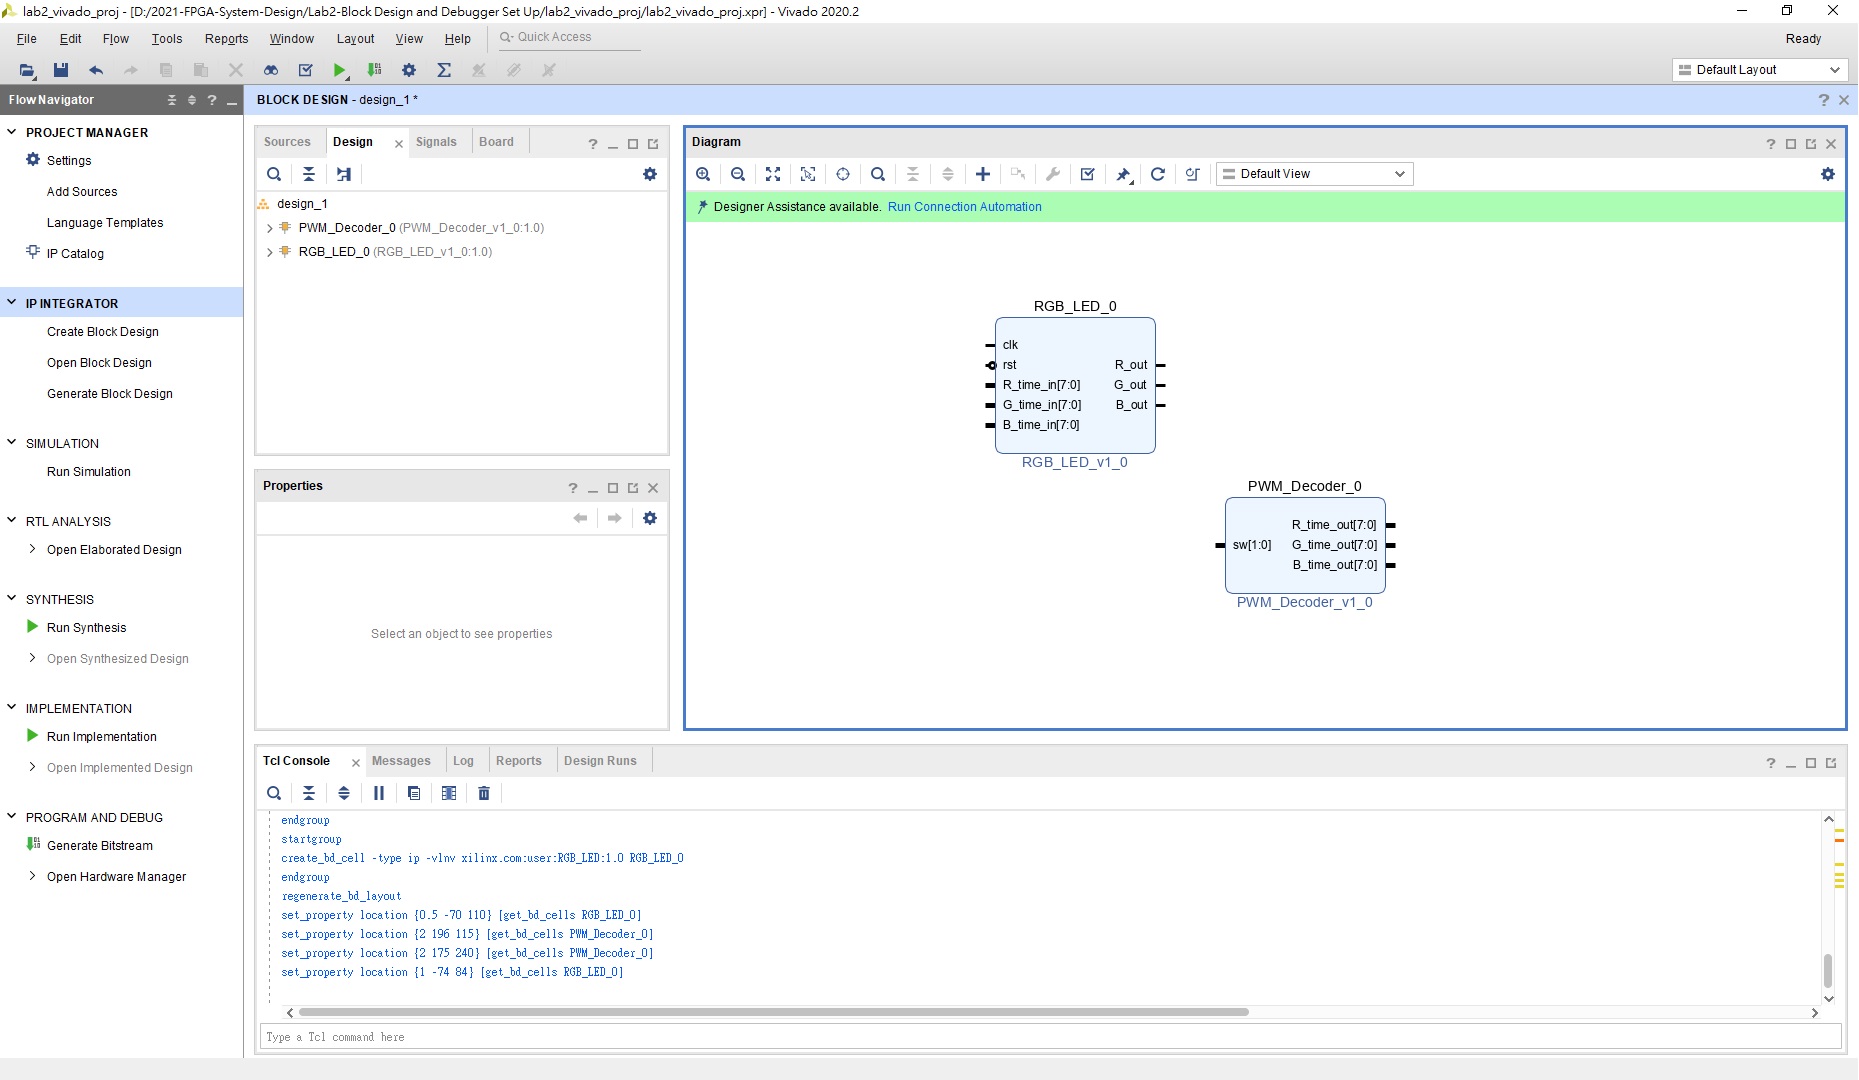 lab2_vivado_proj - [D:/2021-FPGA-System-Design/Lab2-Block Design and Debugger Set Up/lab2_vivado_proj/lab2_vivado_proj.xpr] - Vivado 2020.2
File Edit Flow Tools Reports Window Layout View Help Quick Access Ready
Default Layout
Flow Navigator
PROJECT MANAGER
Settings
Add Sources
Language Templates
IP Catalog
IP INTEGRATOR
Create Block Design
Open Block Design
Generate Block Design
SIMULATION
Run Simulation
RTL ANALYSIS
Open Elaborated Design
SYNTHESIS
Run Synthesis
Open Synthesized Design
IMPLEMENTATION
Run Implementation
Open Implemented Design
PROGRAM AND DEBUG
Generate Bitstream
Open Hardware Manager
BLOCK DESIGN - design_1 *
Sources Design Signals Board
design_1
PWM_Decoder_0 (PWM_Decoder_v1_0:1.0)
RGB_LED_0 (RGB_LED_v1_0:1.0)
Properties
Select an object to see properties
Diagram
Default View
Designer Assistance available. Run Connection Automation
RGB_LED_0
clk
rst R_out
R_time_in[7:0] G_out
G_time_in[7:0] B_out
B_time_in[7:0]
RGB_LED_v1_0
PWM_Decoder_0
R_time_out[7:0]
sw[1:0] G_time_out[7:0]
B_time_out[7:0]
PWM_Decoder_v1_0
Tcl Console Messages Log Reports Design Runs
endgroup
startgroup
create_bd_cell -type ip -vlnv xilinx.com:user:RGB_LED:1.0 RGB_LED_0
endgroup
regenerate_bd_layout
set_property location {0.5 -70 110} [get_bd_cells RGB_LED_0]
set_property location {2 196 115} [get_bd_cells PWM_Decoder_0]
set_property location {2 175 240} [get_bd_cells PWM_Decoder_0]
set_property location {1 -74 84} [get_bd_cells RGB_LED_0]
Type a Tcl command here